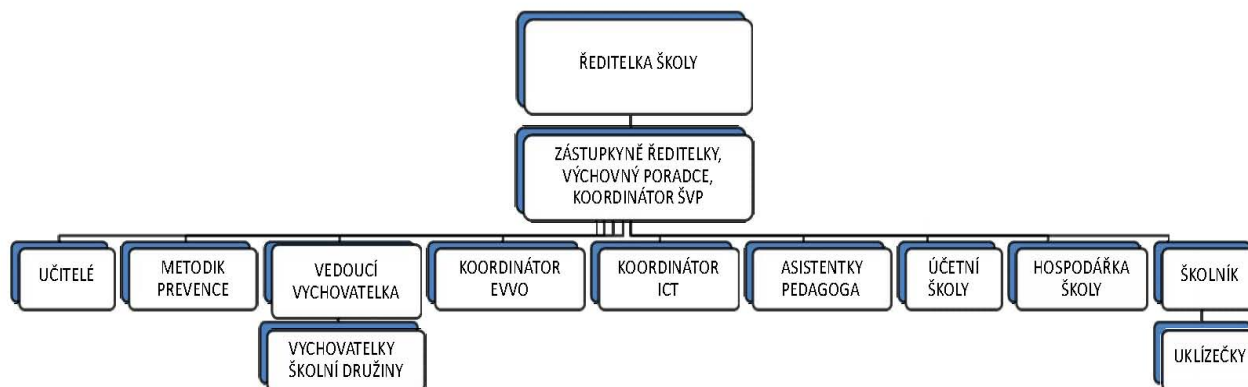 ŘEDITELKA ŠKOLY
ZÁSTUPKYNĚ ŘEDITELKY,
VÝCHOVNÝ PORADCE,
KOORDINÁTOR ŠVP
UČITELÉ
METODIK
PREVENCE
VEDOUCÍ
VYCHOVATELKA
KOORDINÁTOR
EVVO
KOORDINÁTOR
ICT
ASISTENTKY
PEDAGOGA
ÚČETNÍ
ŠKOLY
HOSPODÁŘKA
ŠKOLY
ŠKOLNÍK
VYCHOVATELKY
ŠKOLNÍ DRUŽINY
UKLÍZEČKY